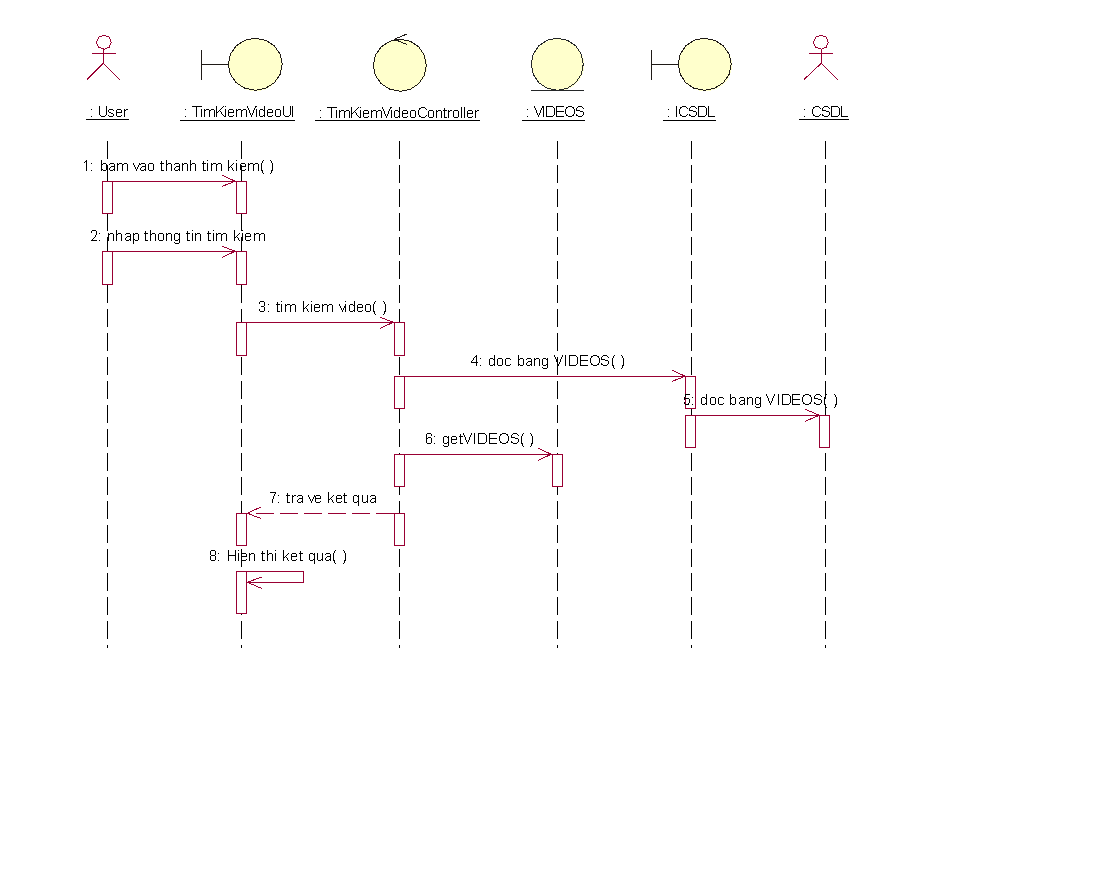 : User
: TimKiemVideoUI
: TimKiemVideoController
: VIDEOS
: ICSDL
: CSDL
1: bam vao thanh tim kiem( )
2: nhap thong tin tim kiem
3: tim kiem video( )
4: doc bang VIDEOS( )
5: doc bang VIDEOS( )
6: getVIDEOS( )
7: tra ve ket qua
8: Hien thi ket qua( )